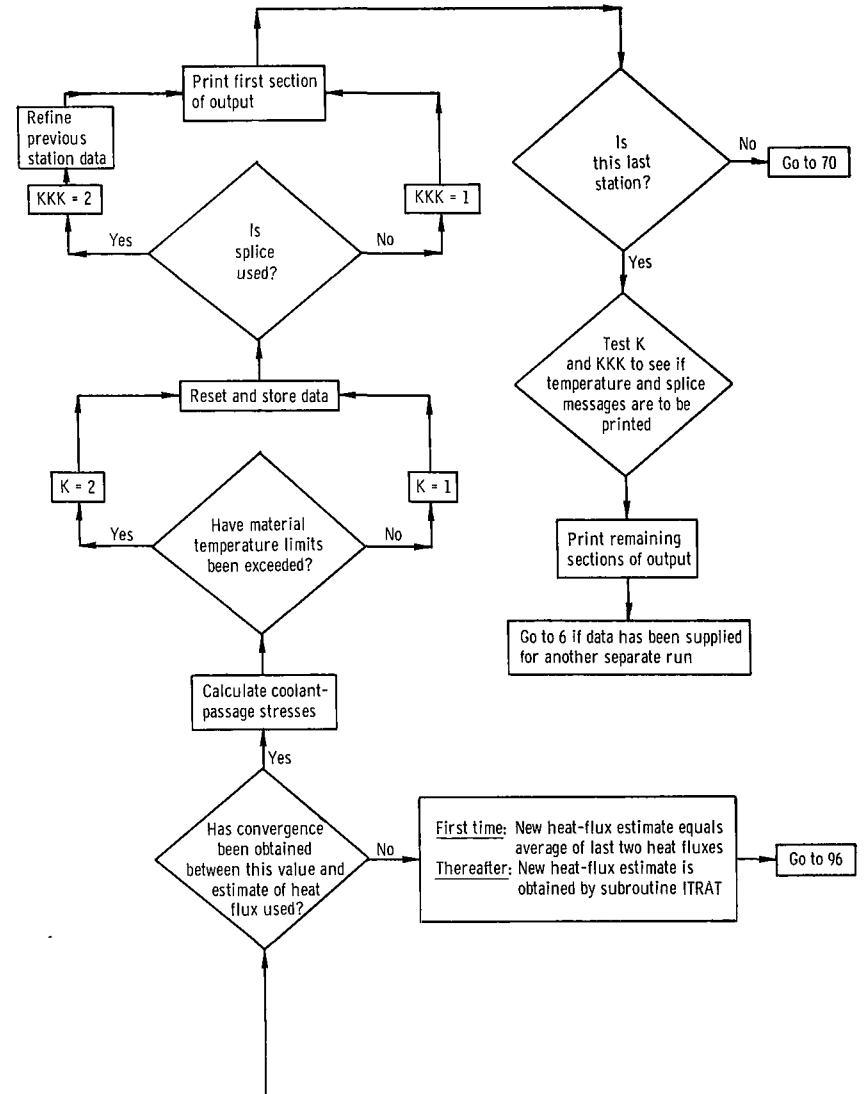 Print first section
of output
Refine
previous
station data
KKK = 2
KKK = 1
Is
splice
used?
Yes
No
Reset and store data
K = 2
K = 1
Have material
temperature limits
been exceeded?
Yes
No
Calculate coolant-
passage stresses
Yes
Has convergence
been obtained
between this value and
estimate of heat
flux used?
No
First time: New heat-flux estimate equals
average of last two heat fluxes
Thereafter: New heat-flux estimate is
obtained by subroutine ITRAT
Go to 96
Is
this last
station?
No
Go to 70
Yes
Test K
and KKK to see if
temperature and splice
messages are to be
printed
Print remaining
sections of output
Go to 6 if data has been supplied
for another separate run